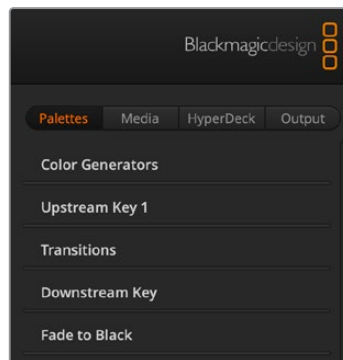 Blackmagicdesign
Palettes Media HyperDeck Output
Color Generators
Upstream Key 1
Transitions
Downstream Key
Fade to Black